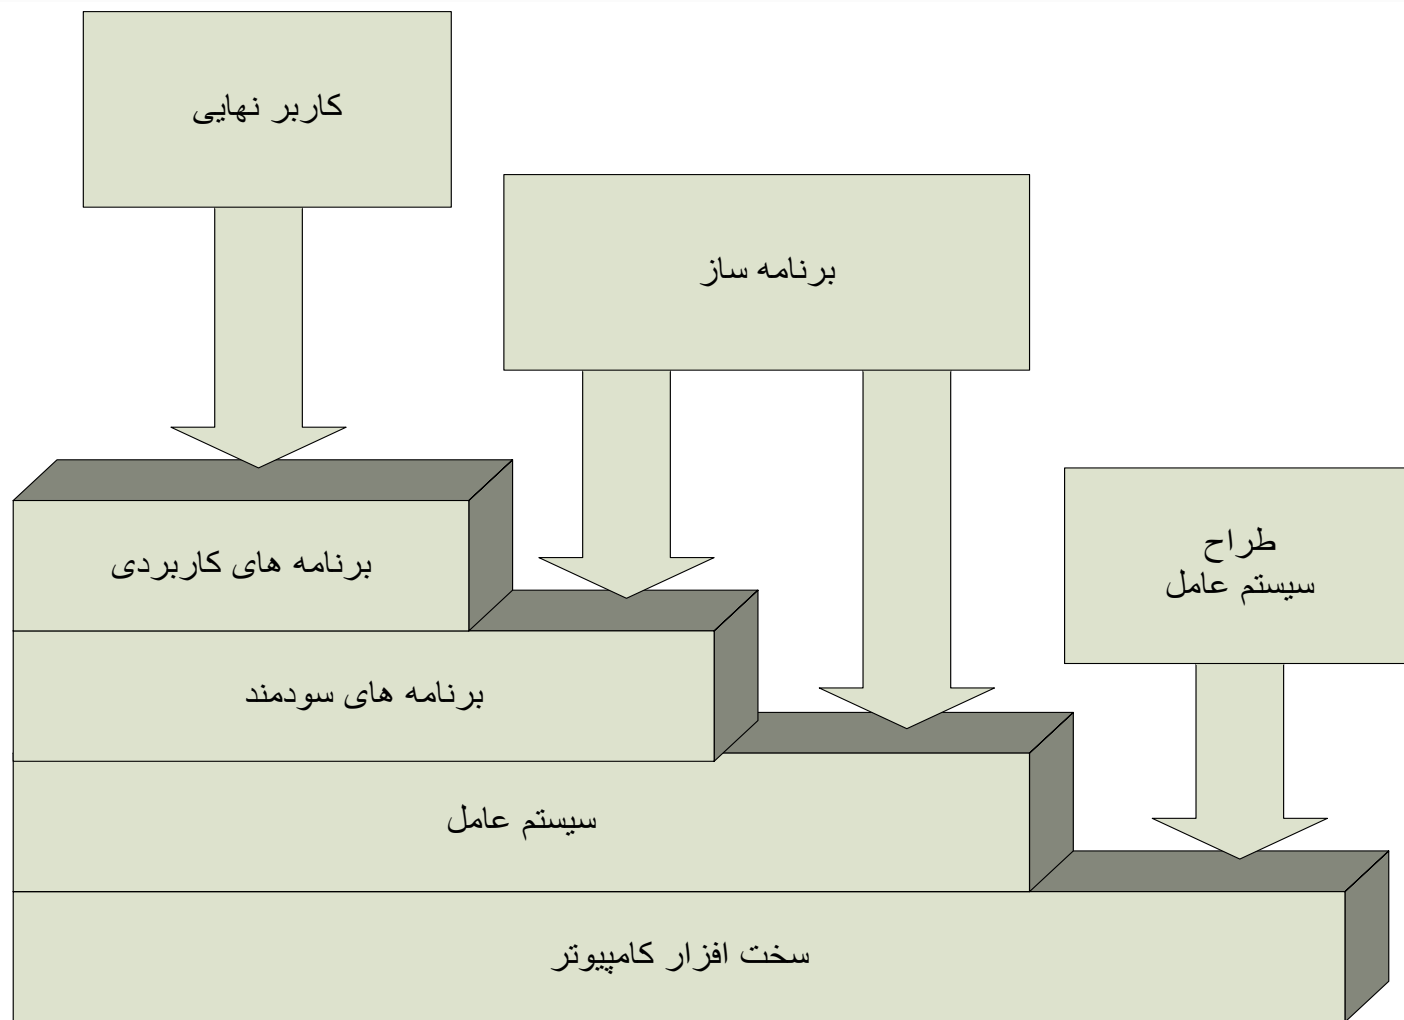 کاربر نهایی
برنامه ساز
طراح
سیستم عامل
برنامه های کاربردی
برنامه های سودمند
سیستم عامل
سخت افزار کامپیوتر